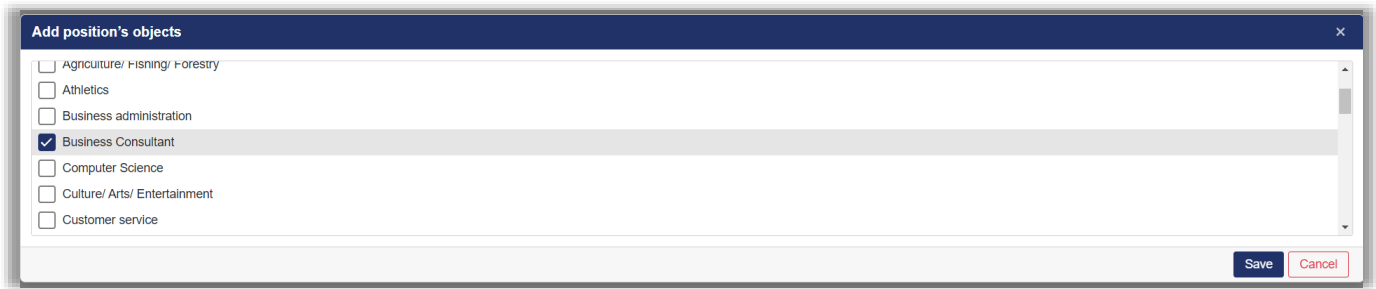 Add position's objects
Agriculture/ Fishing/ Forestry
Athletics
Business administration
Business Consultant
Computer Science
Culture/ Arts/ Entertainment
Customer service
Save Cancel